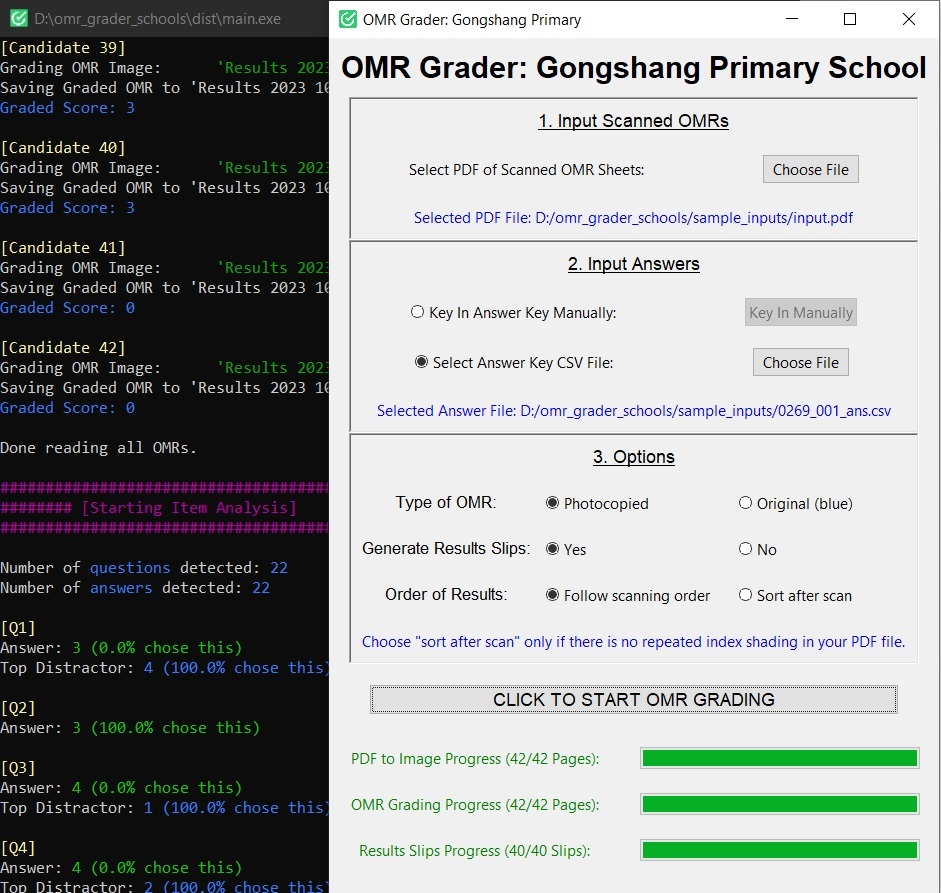 D:\omr_grader_schools\dist\main.exe
[Candidate 39]
Grading OMR Image: 'Results 2023
Saving Graded OMR to 'Results 2023 10
Graded Score: 3
[Candidate 40]
Grading OMR Image: 'Results 2023
Saving Graded OMR to 'Results 2023 10
Graded Score: 3
[Candidate 41]
Grading OMR Image: 'Results 2023
Saving Graded OMR to 'Results 2023 10
Graded Score: 0
[Candidate 42]
Grading OMR Image: 'Results 2023
Saving Graded OMR to 'Results 2023 10
Graded Score: 0
Done reading all OMRs.
####################################
######## [Starting Item Analysis]
####################################
Number of questions detected: 22
Number of answers detected: 22
[Q1]
Answer: 3 (0.0% chose this)
Top Distractor: 4 (100.0% chose this)
[Q2]
Answer: 3 (100.0% chose this)
[Q3]
Answer: 4 (0.0% chose this)
Top Distractor: 1 (100.0% chose this)
[Q4]
Answer: 4 (0.0% chose this)
Top Distractor: 2 (100.0% chose this)
OMR Grader: Gongshang Primary
OMR Grader: Gongshang Primary School
1. Input Scanned OMRs
Select PDF of Scanned OMR Sheets: Choose File
Selected PDF File: D:/omr_grader_schools/sample_inputs/input.pdf
2. Input Answers
Key In Answer Key Manually: Key In Manually
Select Answer Key CSV File: Choose File
Selected Answer File: D:/omr_grader_schools/sample_inputs/0269_001_ans.csv
3. Options
Type of OMR: Photocopied Original (blue)
Generate Results Slips: Yes No
Order of Results: Follow scanning order Sort after scan
Choose "sort after scan" only if there is no repeated index shading in your PDF file.
CLICK TO START OMR GRADING
PDF to Image Progress (42/42 Pages):
OMR Grading Progress (42/42 Pages):
Results Slips Progress (40/40 Slips):